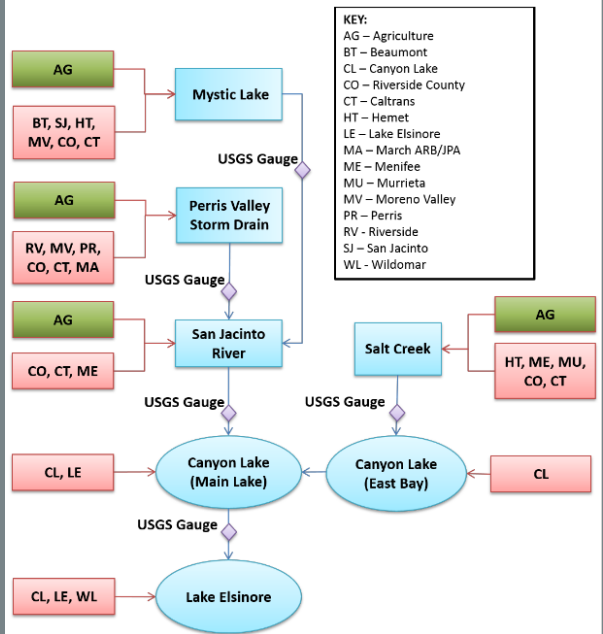 KEY:
AG – Agriculture
BT – Beaumont
CL – Canyon Lake
CO – Riverside County
CT – Caltrans
HT – Hemet
LE – Lake Elsinore
MA – March ARB/JPA
ME – Menifee
MU – Murrieta
MV – Moreno Valley
PR – Perris
RV - Riverside
SJ – San Jacinto
WL - Wildomar
AG
BT, SJ, HT,
MV, CO, CT
Mystic Lake
USGS Gauge
AG
RV, MV, PR,
CO, CT, MA
Perris Valley
Storm Drain
USGS Gauge
AG
CO, CT, ME
San Jacinto
River
Salt Creek
AG
HT, ME, MU,
CO, CT
USGS Gauge
USGS Gauge
CL, LE
Canyon Lake
(Main Lake)
Canyon Lake
(East Bay)
CL
USGS Gauge
CL, LE, WL
Lake Elsinore